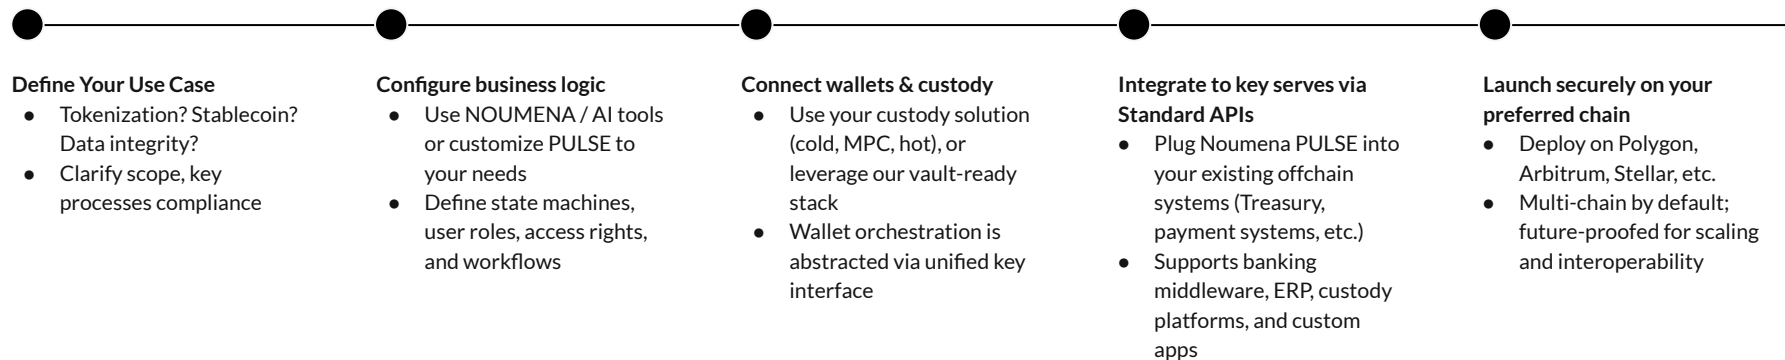 Define Your Use Case
● Tokenization? Stablecoin?
Data integrity?
● Clarify scope, key
processes compliance
Configure business logic
● Use NOUMENA / AI tools
or customize PULSE to
your needs
● Define state machines,
user roles, access rights,
and workflows
Connect wallets & custody
● Use your custody solution
(cold, MPC, hot), or
leverage our vault-ready
stack
● Wallet orchestration is
abstracted via unified key
interface
Integrate to key serves via
Standard APIs
● Plug Noumena PULSE into
your existing offchain
systems (Treasury,
payment systems, etc.)
● Supports banking
middleware, ERP, custody
platforms, and custom
apps
Launch securely on your
preferred chain
● Deploy on Polygon,
Arbitrum, Stellar, etc.
● Multi-chain by default;
future-proofed for scaling
and interoperability